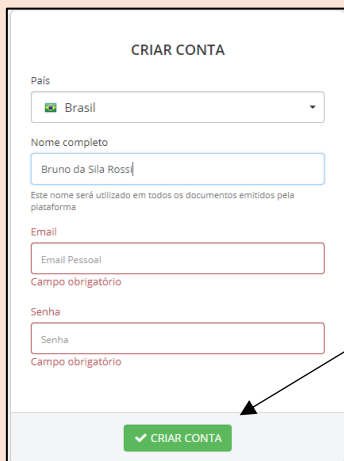 CRIAR CONTA
País
Brasil
Nome completo
Bruno da Sila Rossi
Este nome será utilizado em todos os documentos emitidos pela
plataforma
Email
Email Pessoal
Campo obrigatório
Senha
Senha
Campo obrigatório
CRIAR CONTA